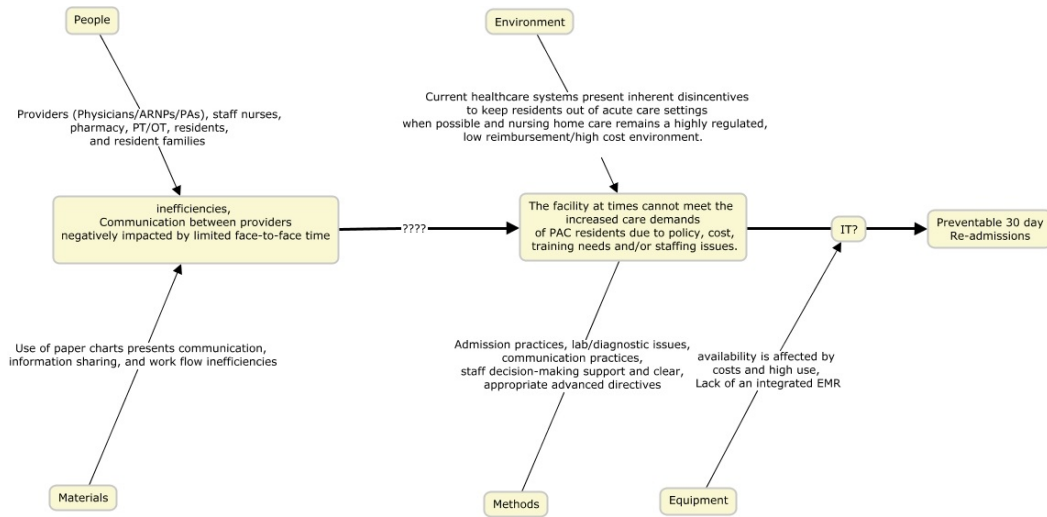 People
Environment
Providers (Physicians/ARNPs/PAs), staff nurses,
pharmacy, PT/OT, residents,
and resident families
Current healthcare systems present inherent disincentives
to keep residents out of acute care settings
when possible and nursing home care remains a highly regulated,
low reimbursement/high cost environment.
inefficiencies,
Communication between providers
negatively impacted by limited face-to-face time
????
The facility at times cannot meet the
increased care demands
of PAC residents due to policy, cost,
training needs and/or staffing issues.
IT?
Preventable 30 day
Re-admissions
Use of paper charts presents communication,
information sharing, and work flow inefficiencies
Admission practices, lab/diagnostic issues,
communication practices,
staff decision-making support and clear,
appropriate advanced directives
availability is affected by
costs and high use,
Lack of an integrated EMR
Materials
Methods
Equipment